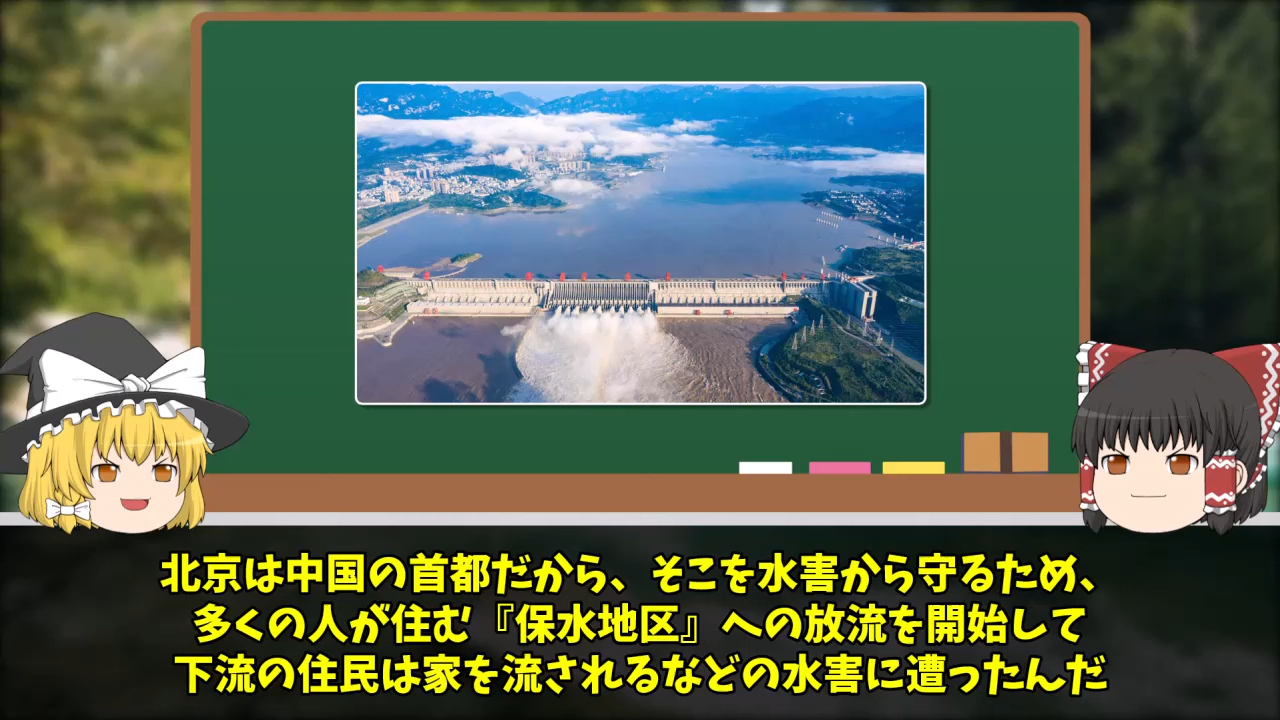 北京は中国の首都だから、そこを水害から守るため、
多くの人が住む『保水地区』への放流を開始して
下流の住民は家を流されるなどの水害に遭ったんだ